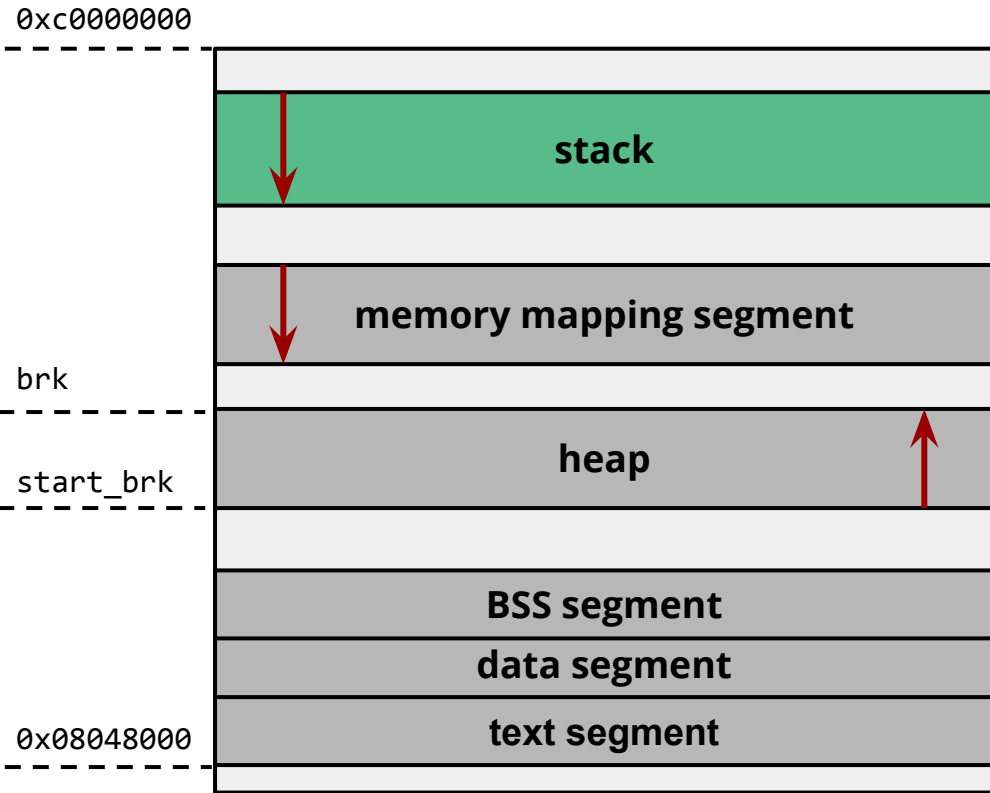 0xc0000000
stack
memory mapping segment
brk
heap
start_brk
BSS segment
data segment
text segment
0x08048000